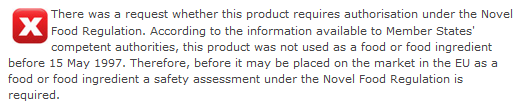 There was a request whether this product requires authorisation under the Novel
Food Regulation. According to the information available to Member States'
competent authorities, this product was not used as a food or food ingredient
before 15 May 1997. Therefore, before it may be placed on the market in the EU as a
food or food ingredient a safety assessment under the Novel Food Regulation is
required.